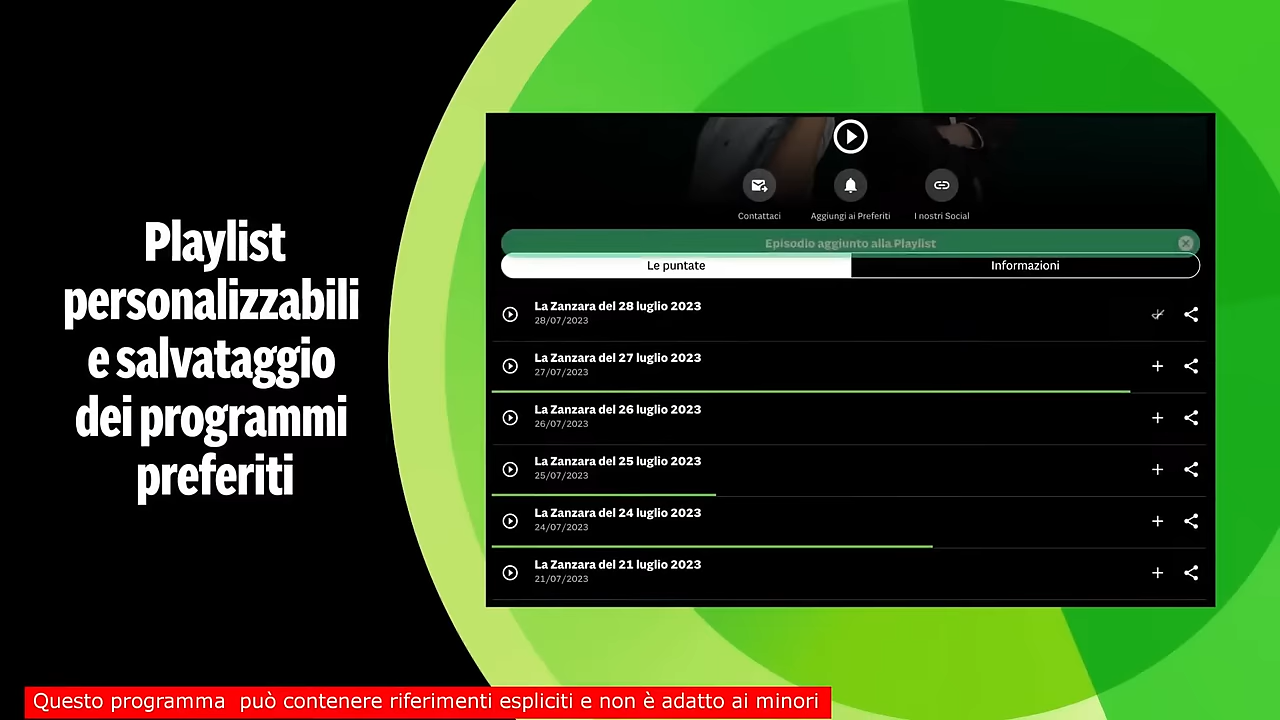 Playlist
personalizzabili
e salvataggio
dei programmi
preferiti
Contattaci
Aggiungi ai Preferiti
I nostri Social
Episodio aggiunto alla Playlist
Le puntate
Informazioni
La Zanzara del 28 luglio 2023
28/07/2023
La Zanzara del 27 luglio 2023
27/07/2023
La Zanzara del 26 luglio 2023
26/07/2023
La Zanzara del 25 luglio 2023
25/07/2023
La Zanzara del 24 luglio 2023
24/07/2023
La Zanzara del 21 luglio 2023
21/07/2023
Questo programma  può contenere riferimenti espliciti e non è adatto ai minori